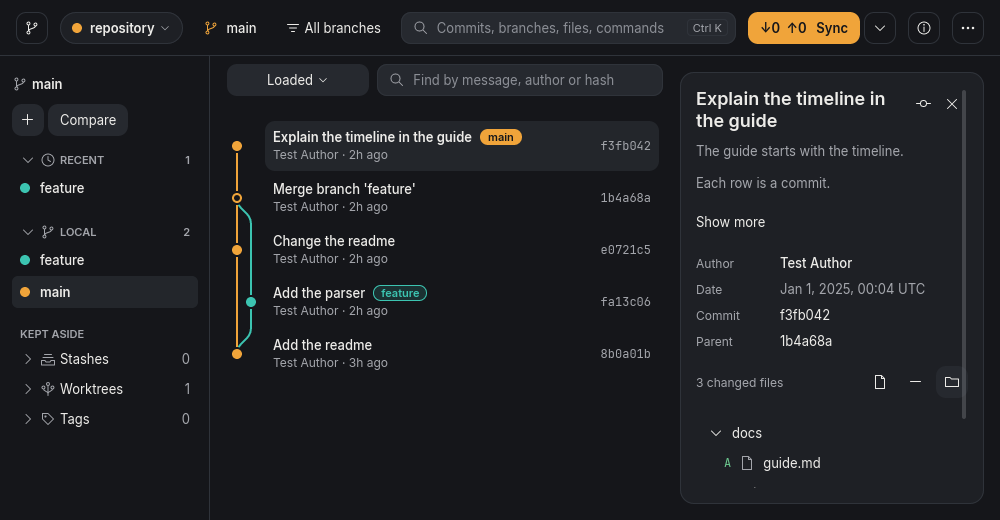 repository
main
All branches
Commits, branches, files, commands
Ctrl K
↓0 ↑0 Sync
main
Compare
RECENT 1
feature
LOCAL 2
feature
main
KEPT ASIDE
Stashes 0
Worktrees 1
Tags 0
Loaded
Find by message, author or hash
Explain the timeline in the guide main
Test Author · 2h ago
f3fb042
Merge branch 'feature'
Test Author · 2h ago
1b4a68a
Change the readme
Test Author · 2h ago
e0721c5
Add the parser feature
Test Author · 2h ago
fa13c06
Add the readme
Test Author · 3h ago
8b0a01b
Explain the timeline in
the guide
The guide starts with the timeline.
Each row is a commit.
Show more
Author Test Author
Date Jan 1, 2025, 00:04 UTC
Commit f3fb042
Parent 1b4a68a
3 changed files
docs
A guide.md